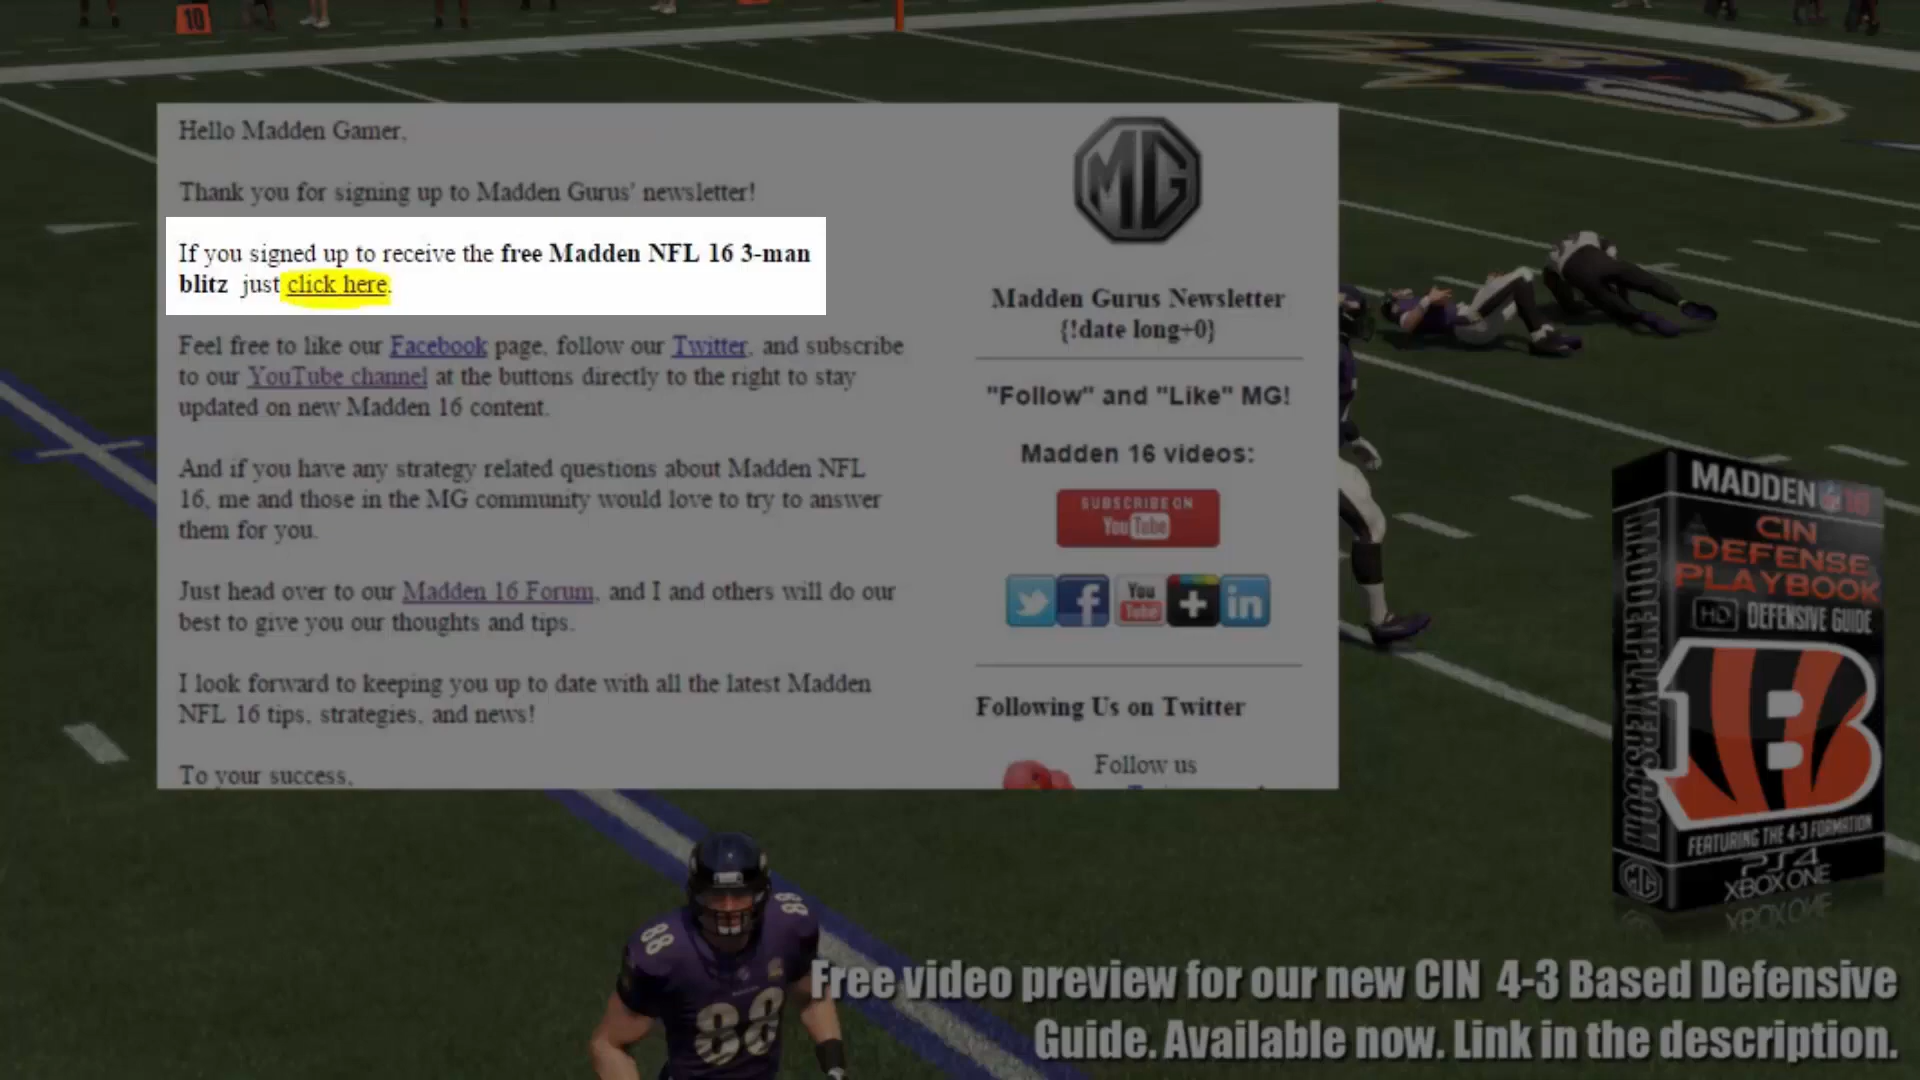 10
Hello Madden Gamer,
Thank you for signing up to Madden Gurus' newsletter!
If you signed up to receive the free Madden NFL 16 3-man
blitz just click here.
Feel free to like our Facebook page, follow our Twitter, and subscribe
to our YouTube channel at the buttons directly to the right to stay
updated on new Madden 16 content.
And if you have any strategy related questions about Madden NFL
16, me and those in the MG community would love to try to answer
them for you.
Just head over to our Madden 16 Forum, and I and others will do our
best to give you our thoughts and tips.
I look forward to keeping you up to date with all the latest Madden
NFL 16 tips, strategies, and news!
To your success,
MG
Madden Gurus Newsletter
{!date long+0}
"Follow" and "Like" MG!
Madden 16 videos:
SUBSCRIBE ON
YouTube
f
You
Tube
+
in
Following Us on Twitter
Follow us
MADDEN NFL 16
CIN
DEFENSE
PLAYBOOK
HD DEFENSIVE GUIDE
B
FEATURING THE 4-3 FORMATION
PS4
XBOX ONE
MADDENPLAYERS.COM
MG
88
88
88
Free video preview for our new CIN 4-3 Based Defensive
Guide. Available now. Link in the description.